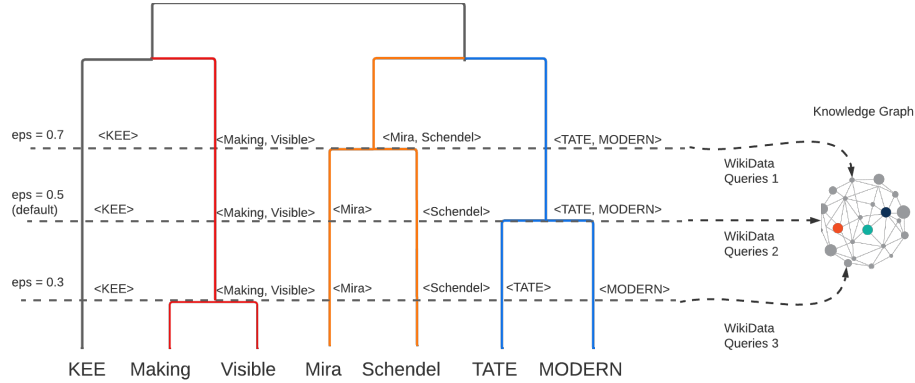 Knowledge Graph
eps = 0.7
<KEE>
<Making, Visible>
<Mira, Schendel>
<TATE, MODERN>
WikiData
Queries 1
eps = 0.5
(default)
<KEE>
<Making, Visible>
<Mira>
<Schendel>
<TATE, MODERN>
WikiData
Queries 2
eps = 0.3
<KEE>
<Making, Visible>
<Mira>
<Schendel>
<TATE>
<MODERN>
WikiData
Queries 3
KEE Making Visible Mira Schendel TATE MODERN